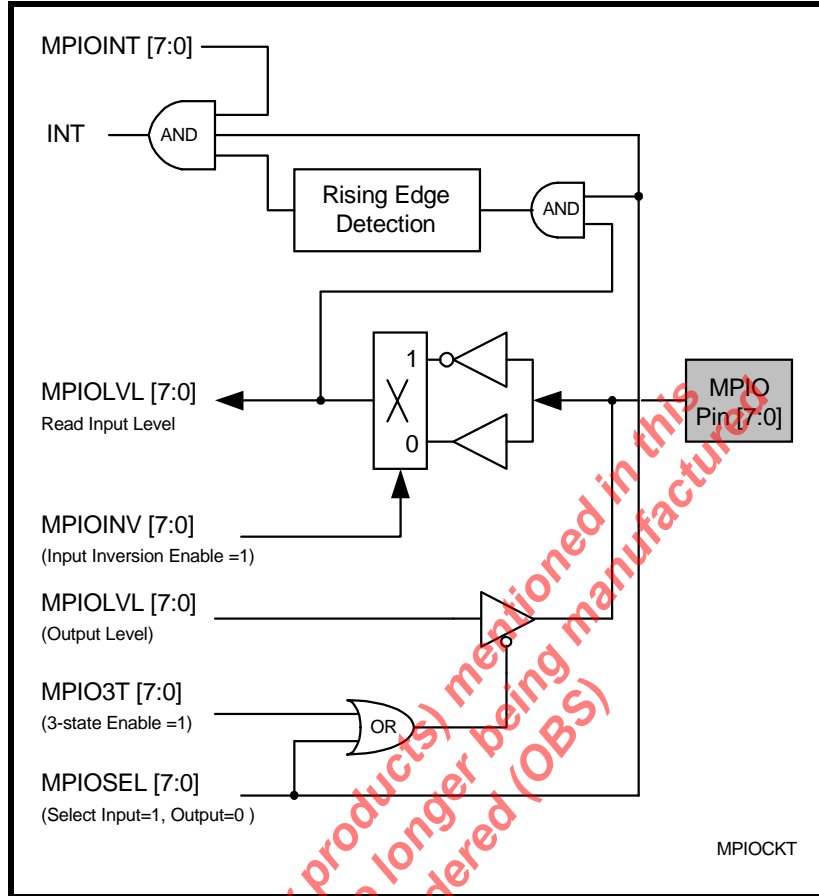 MPIOINT [7:0]
INT
AND
Rising Edge
Detection
AND
MPIOLVL [7:0]
Read Input Level
1
0
MPIO
Pin [7:0]
MPIOINV [7:0]
(Input Inversion Enable =1)
MPIOLVL [7:0]
(Output Level)
MPIO3T [7:0]
(3-state Enable =1)
OR
MPIOSEL [7:0]
(Select Input=1, Output=0 )
MPIOCKT
products) mentioned in this
longer being manufactured
dered (OBS)